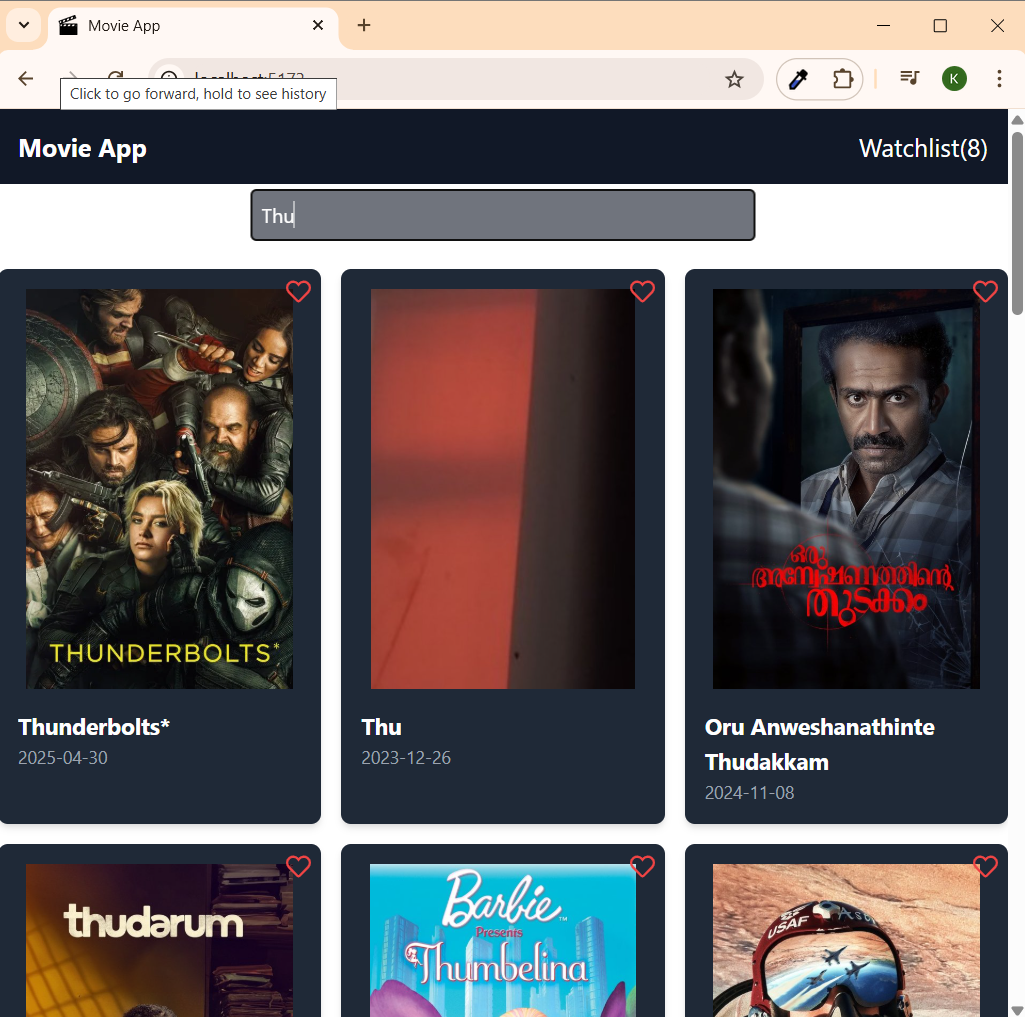 Movie App
localhost:5173
K
Click to go forward, hold to see history
Movie App
Watchlist(8)
Thu
THUNDERBOLTS*
ഒരു
അന്വേഷണത്തിന്റെ
തുടക്കം
Thunderbolts*
2025-04-30
Thu
2023-12-26
Oru Anweshanathinte
Thudakkam
2024-11-08
thudarum
Barbie™
Presents
Thumbelina
USAF